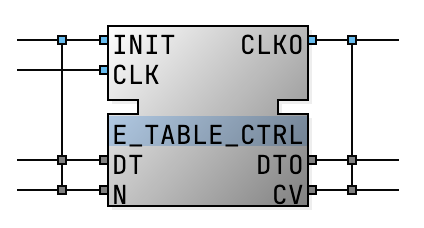 INIT CLKO
CLK
E_TABLE_CTRL
DT DTO
N CV